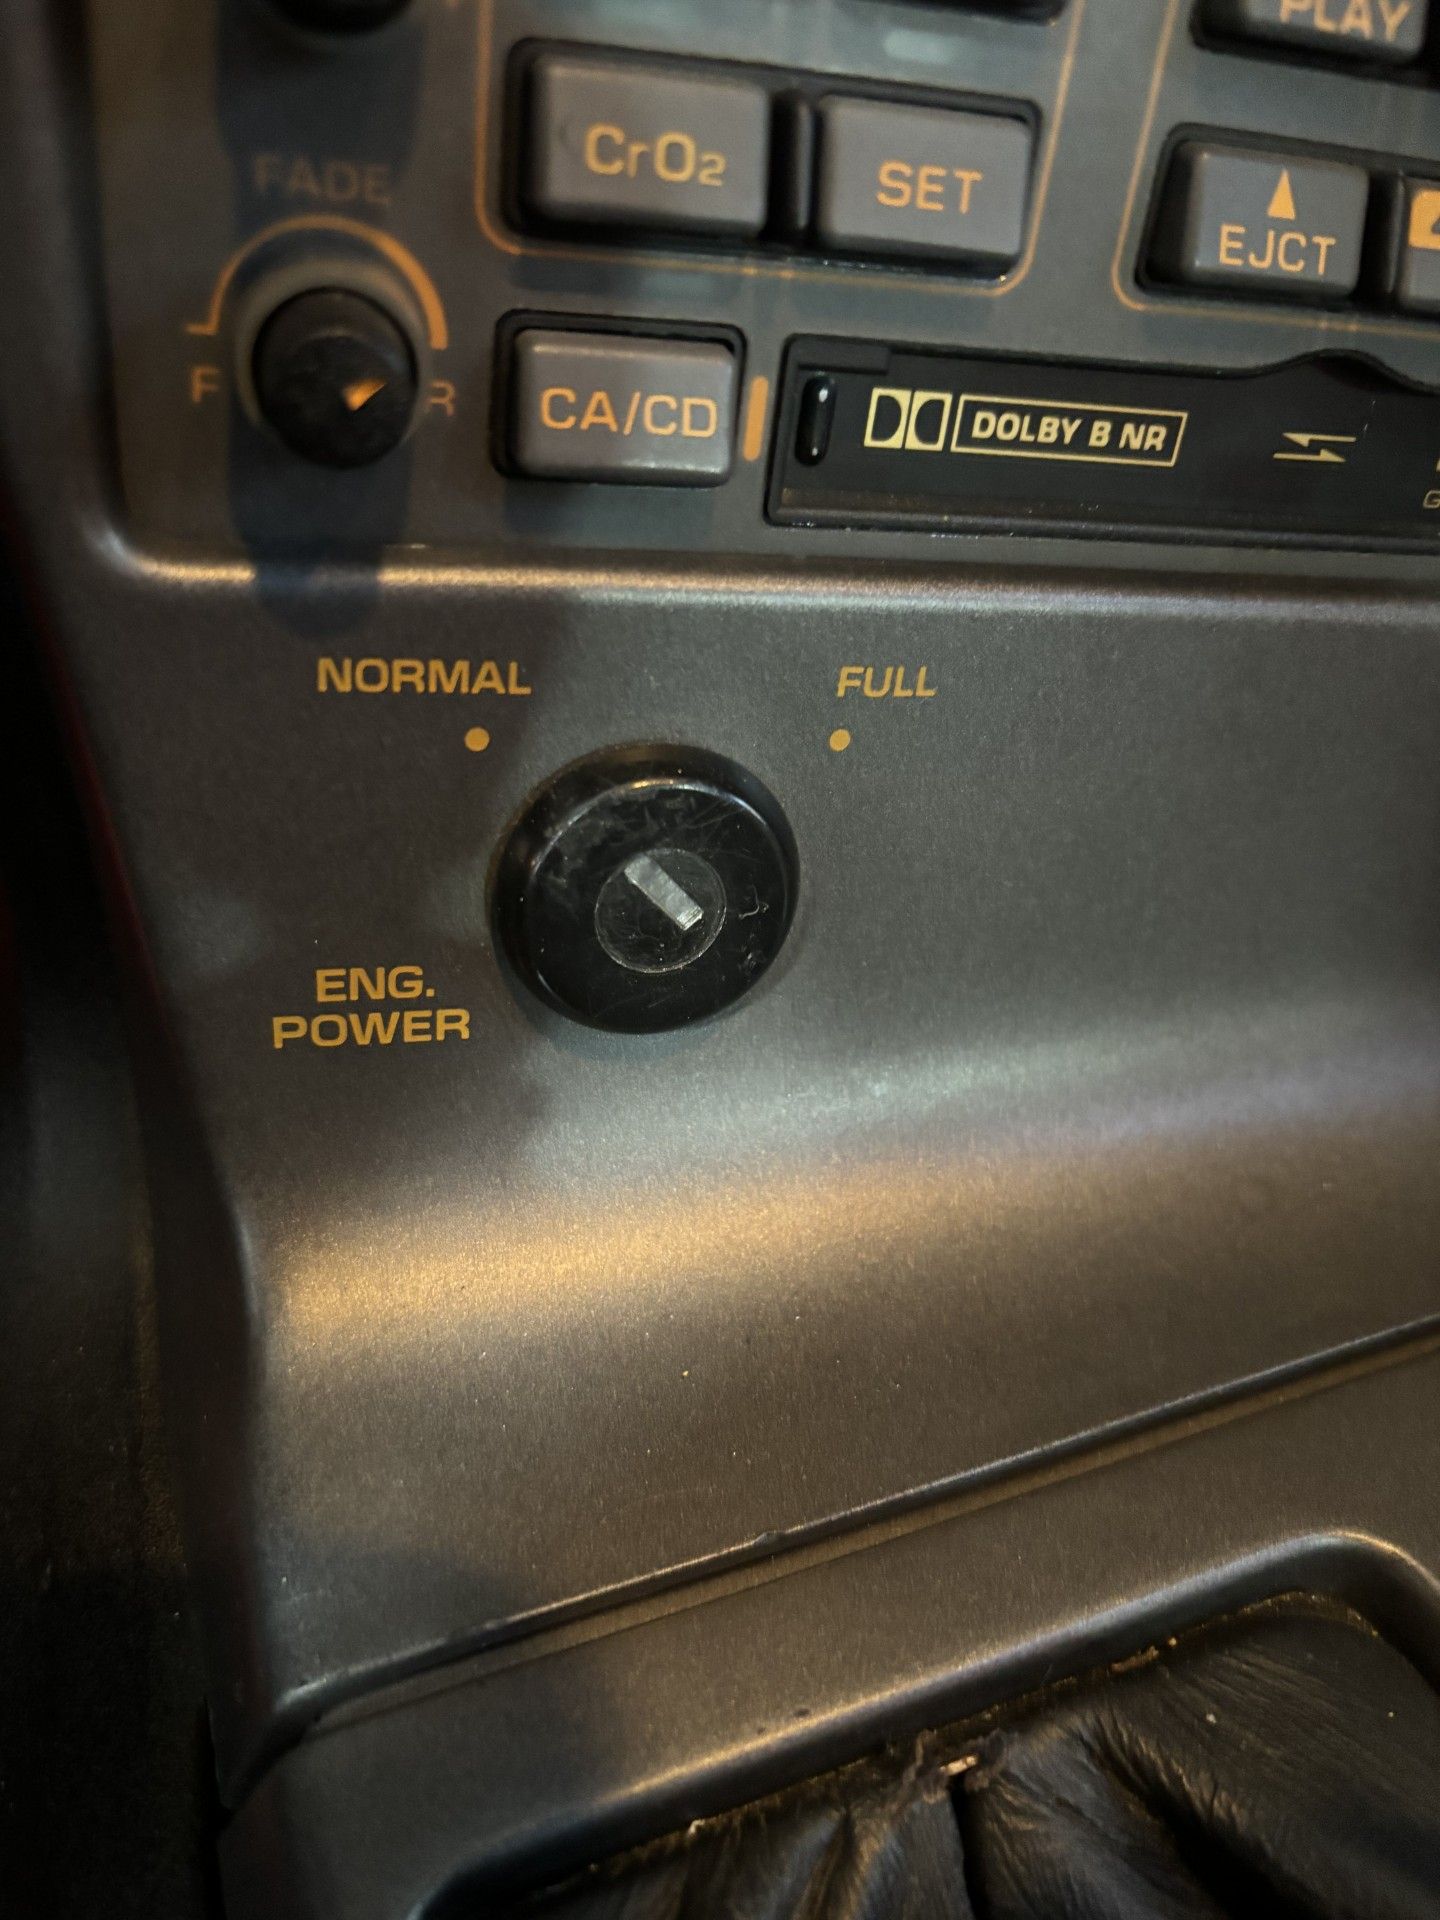 PLAY
CrO2
SET
EJCT
FADE
F
R
CA/CD
DOLBY B NR
NORMAL
FULL
ENG.
POWER